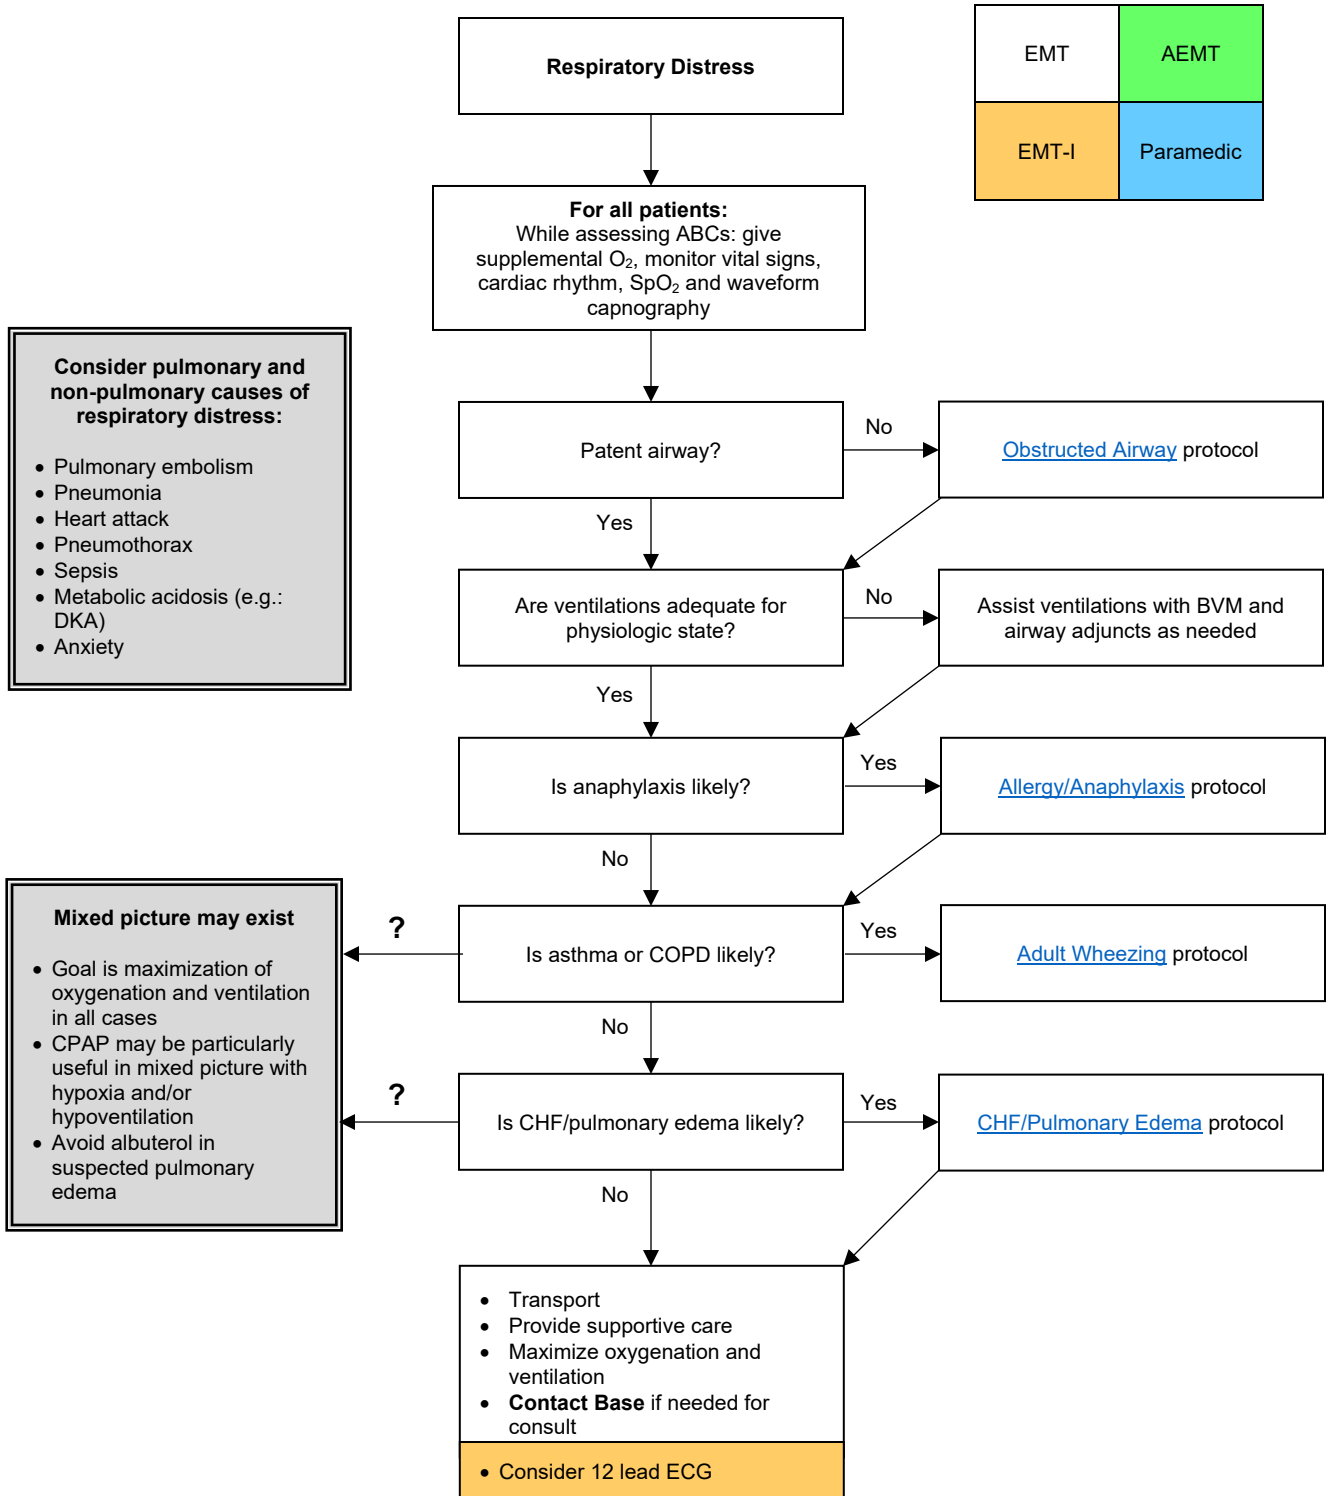 Respiratory Distress
EMT
AEMT
EMT-I
Paramedic
For all patients:
While assessing ABCs: give
supplemental O₂, monitor vital signs,
cardiac rhythm, SpO₂ and waveform
capnography
Consider pulmonary and
non-pulmonary causes of
respiratory distress:
• Pulmonary embolism
• Pneumonia
• Heart attack
• Pneumothorax
• Sepsis
• Metabolic acidosis (e.g.:
DKA)
• Anxiety
Patent airway?
No
Obstructed Airway protocol
Yes
Are ventilations adequate for
physiologic state?
No
Assist ventilations with BVM and
airway adjuncts as needed
Yes
Is anaphylaxis likely?
Yes
Allergy/Anaphylaxis protocol
No
Mixed picture may exist
• Goal is maximization of
oxygenation and ventilation
in all cases
• CPAP may be particularly
useful in mixed picture with
hypoxia and/or
hypoventilation
• Avoid albuterol in
suspected pulmonary
edema
?
Is asthma or COPD likely?
Yes
Adult Wheezing protocol
No
?
Is CHF/pulmonary edema likely?
Yes
CHF/Pulmonary Edema protocol
No
• Transport
• Provide supportive care
• Maximize oxygenation and
ventilation
• Contact Base if needed for
consult
• Consider 12 lead ECG